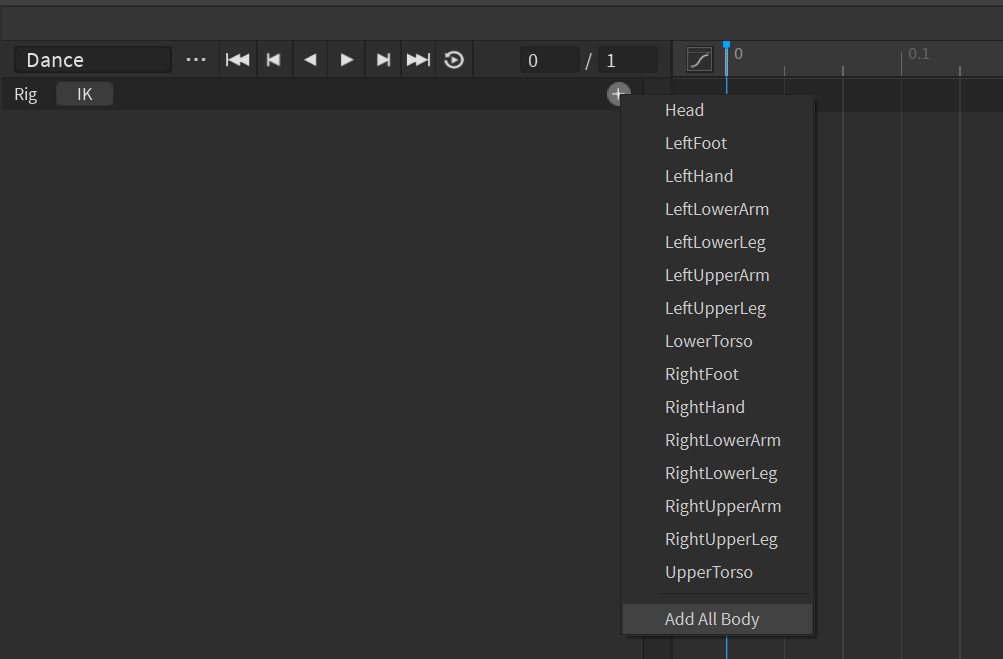 Dance ... 0 / 1 0 0.1
Rig IK
Head
LeftFoot
LeftHand
LeftLowerArm
LeftLowerLeg
LeftUpperArm
LeftUpperLeg
LowerTorso
RightFoot
RightHand
RightLowerArm
RightLowerLeg
RightUpperArm
RightUpperLeg
UpperTorso
Add All Body